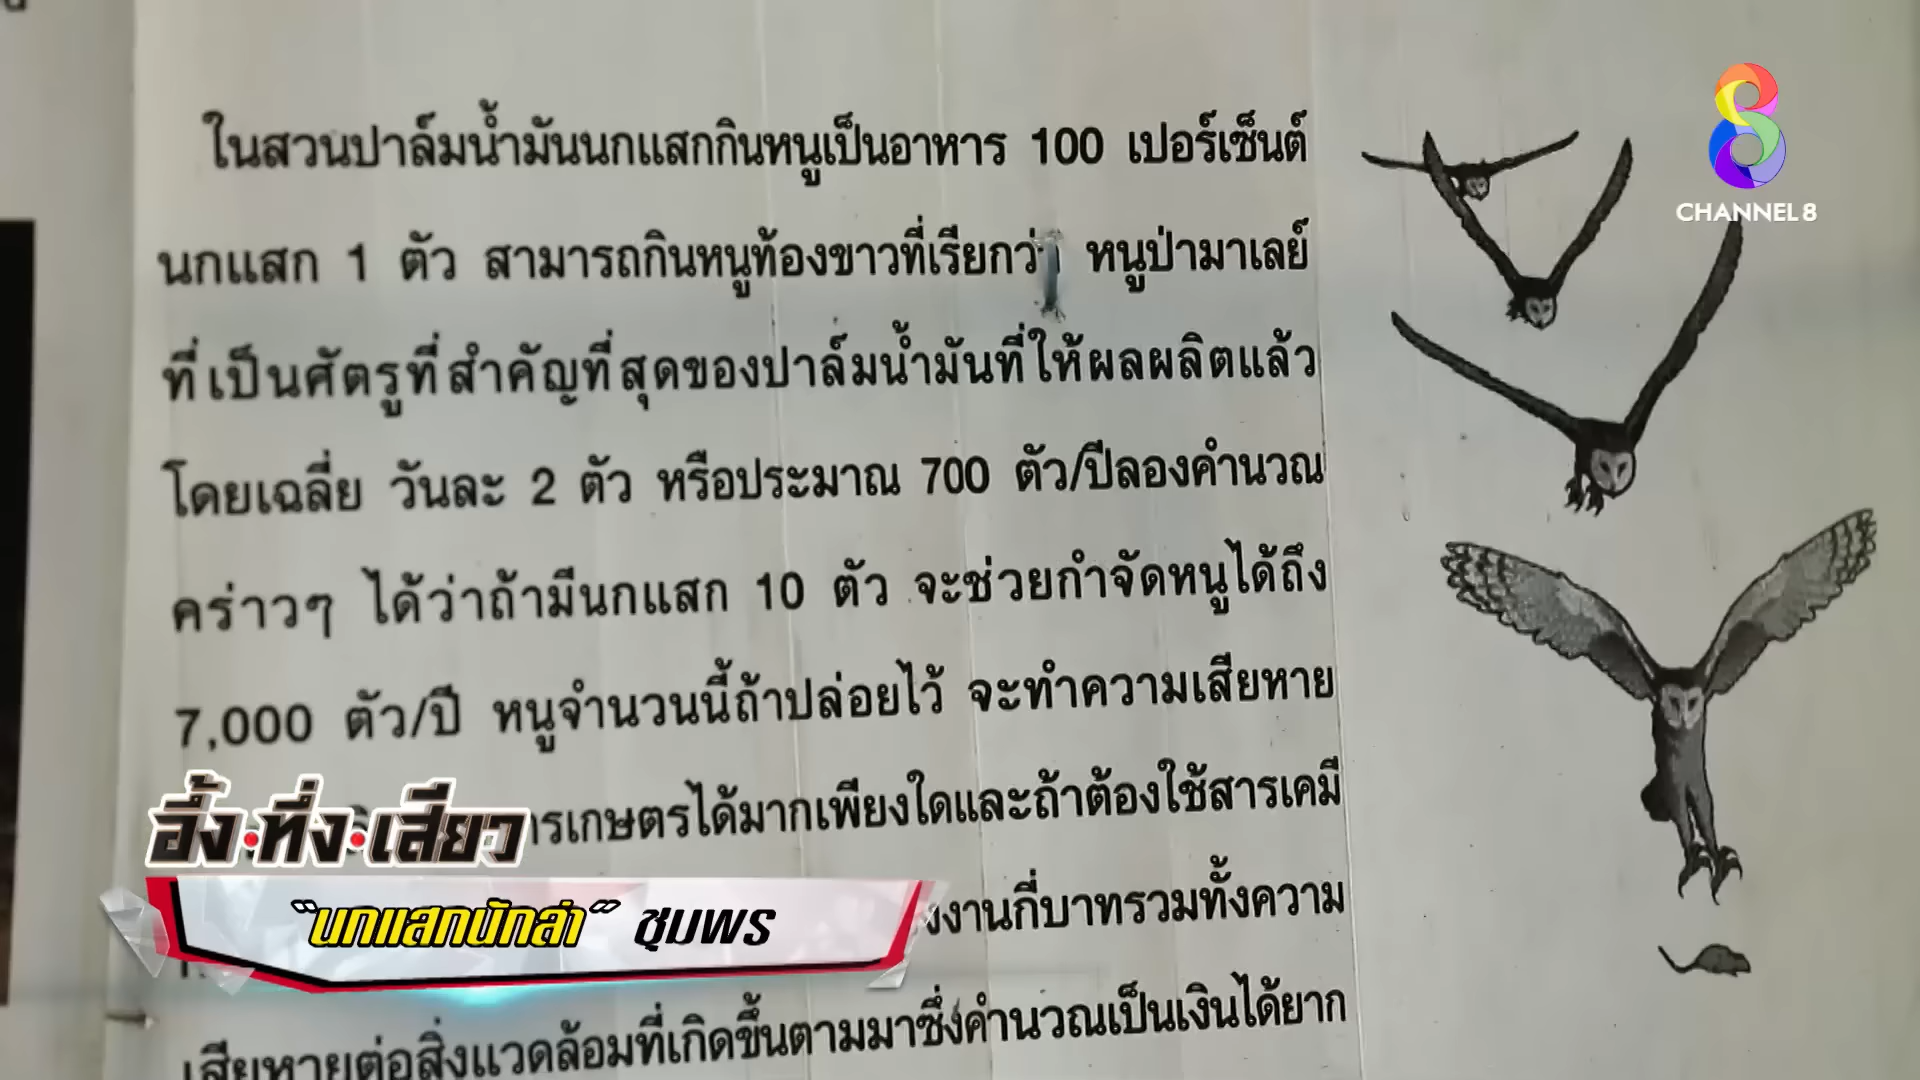 ในสวนปาล์มน้ำมันนกแสกกินหนูเป็นอาหาร 100 เปอร์เซ็นต์
CHANNEL 8
นกแสก 1 ตัว สามารถกินหนูท้องขาวที่เรียกว่า หนูป่ามาเลย์
ที่เป็นศัตรูที่สำคัญที่สุดของปาล์มน้ำมันที่ให้ผลผลิตแล้ว
โดยเฉลี่ย วันละ 2 ตัว หรือประมาณ 700 ตัว/ปีลองคำนวณ
คร่าวๆ ได้ว่าถ้ามีนกแสก 10 ตัว จะช่วยกำจัดหนูได้ถึง
7,000 ตัว/ปี หนูจำนวนนี้ถ้าปล่อยไว้ จะทำความเสียหาย
เกษตรได้มากเพียงใดและถ้าต้องใช้สารเคมี
อึ้ง•ทึ่ง•เสียว
งานกี่บาทรวมทั้งความ
“นกแสกนักล่า” ชุมพร
เสียหายต่อสิ่งแวดล้อมที่เกิดขึ้นตามมาซึ่งคำนวณเป็นเงินได้ยาก